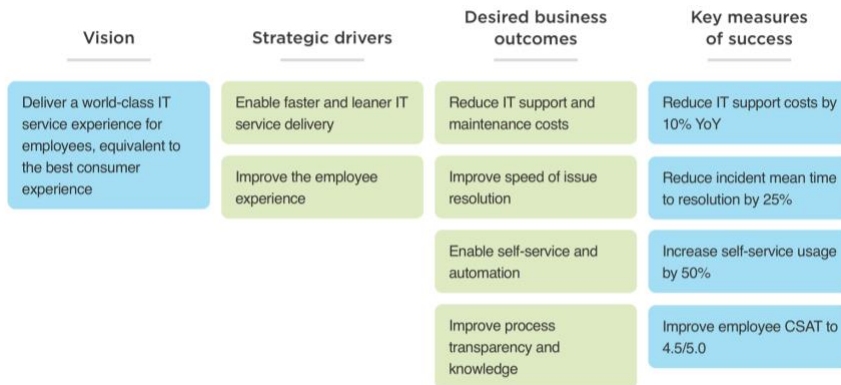 Vision
Strategic drivers
Desired business
outcomes
Key measures
of success
Deliver a world-class IT
service experience for
employees, equivalent to
the best consumer
experience
Enable faster and leaner IT
service delivery
Improve the employee
experience
Reduce IT support and
maintenance costs
Improve speed of issue
resolution
Enable self-service and
automation
Improve process
transparency and
knowledge
Reduce IT support costs by
10% YoY
Reduce incident mean time
to resolution by 25%
Increase self-service usage
by 50%
Improve employee CSAT to
4.5/5.0